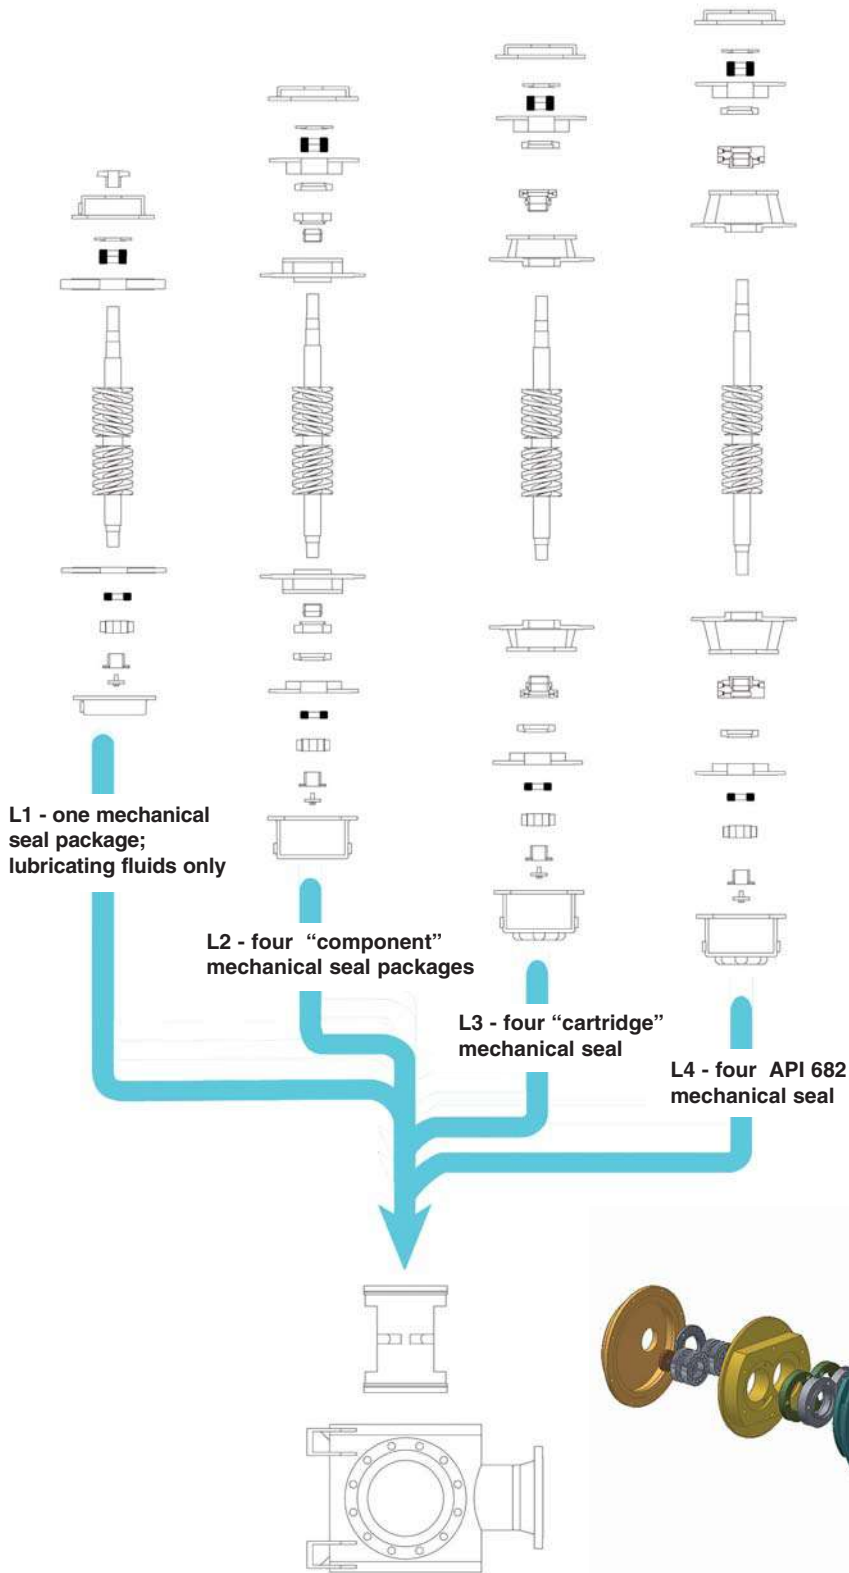 L1 - one mechanical
seal package;
lubricating fluids only
L2 - four “component”
mechanical seal packages
L3 - four “cartridge”
mechanical seal
L4 - four API 682
mechanical seal